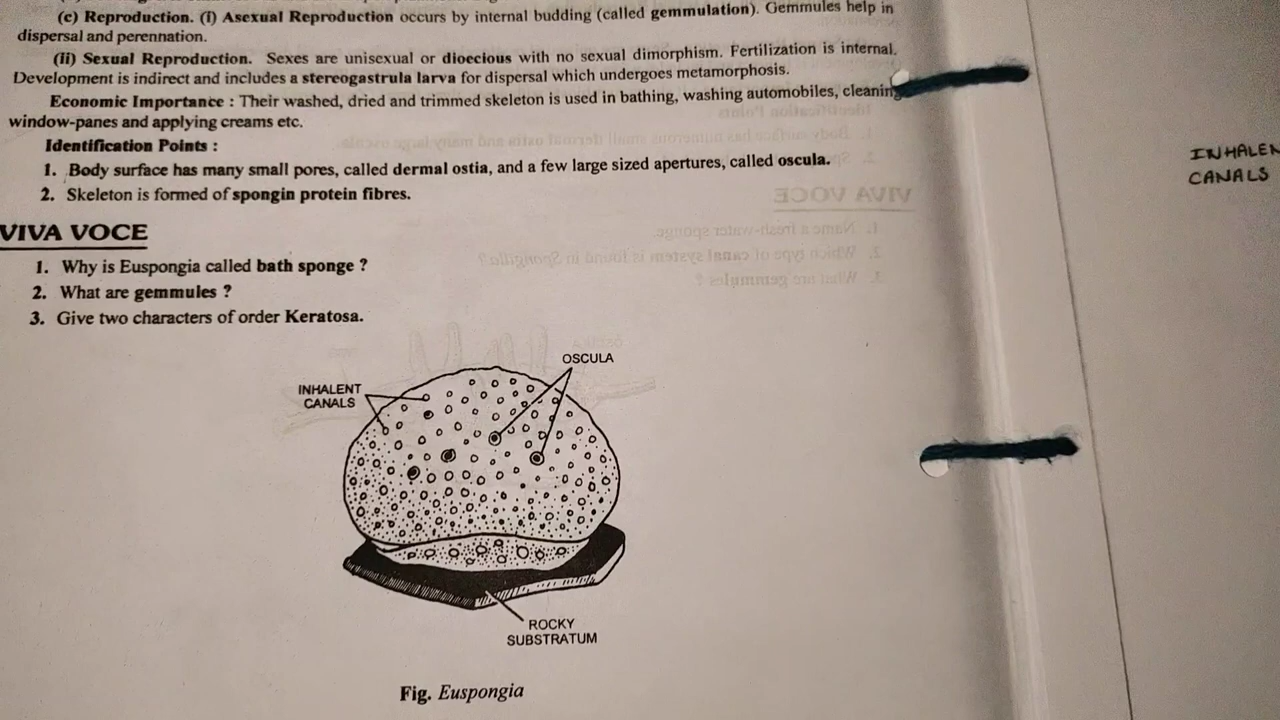 (c) Reproduction. (i) Asexual Reproduction occurs by internal budding (called gemmulation). Gemmules help in
dispersal and perennation.
(ii) Sexual Reproduction. Sexes are unisexual or dioecious with no sexual dimorphism. Fertilization is internal.
Development is indirect and includes a stereogastrula larva for dispersal which undergoes metamorphosis.
Economic Importance : Their washed, dried and trimmed skeleton is used in bathing, washing automobiles, cleaning
window-panes and applying creams etc.
Identification Points :
1. Body surface has many small pores, called dermal ostia, and a few large sized apertures, called oscula.
2. Skeleton is formed of spongin protein fibres.
VIVA VOCE
1. Why is Euspongia called bath sponge ?
2. What are gemmules ?
3. Give two characters of order Keratosa.
OSCULA
INHALENT
CANALS
ROCKY
SUBSTRATUM
Fig. Euspongia
INHALEN
CANALS